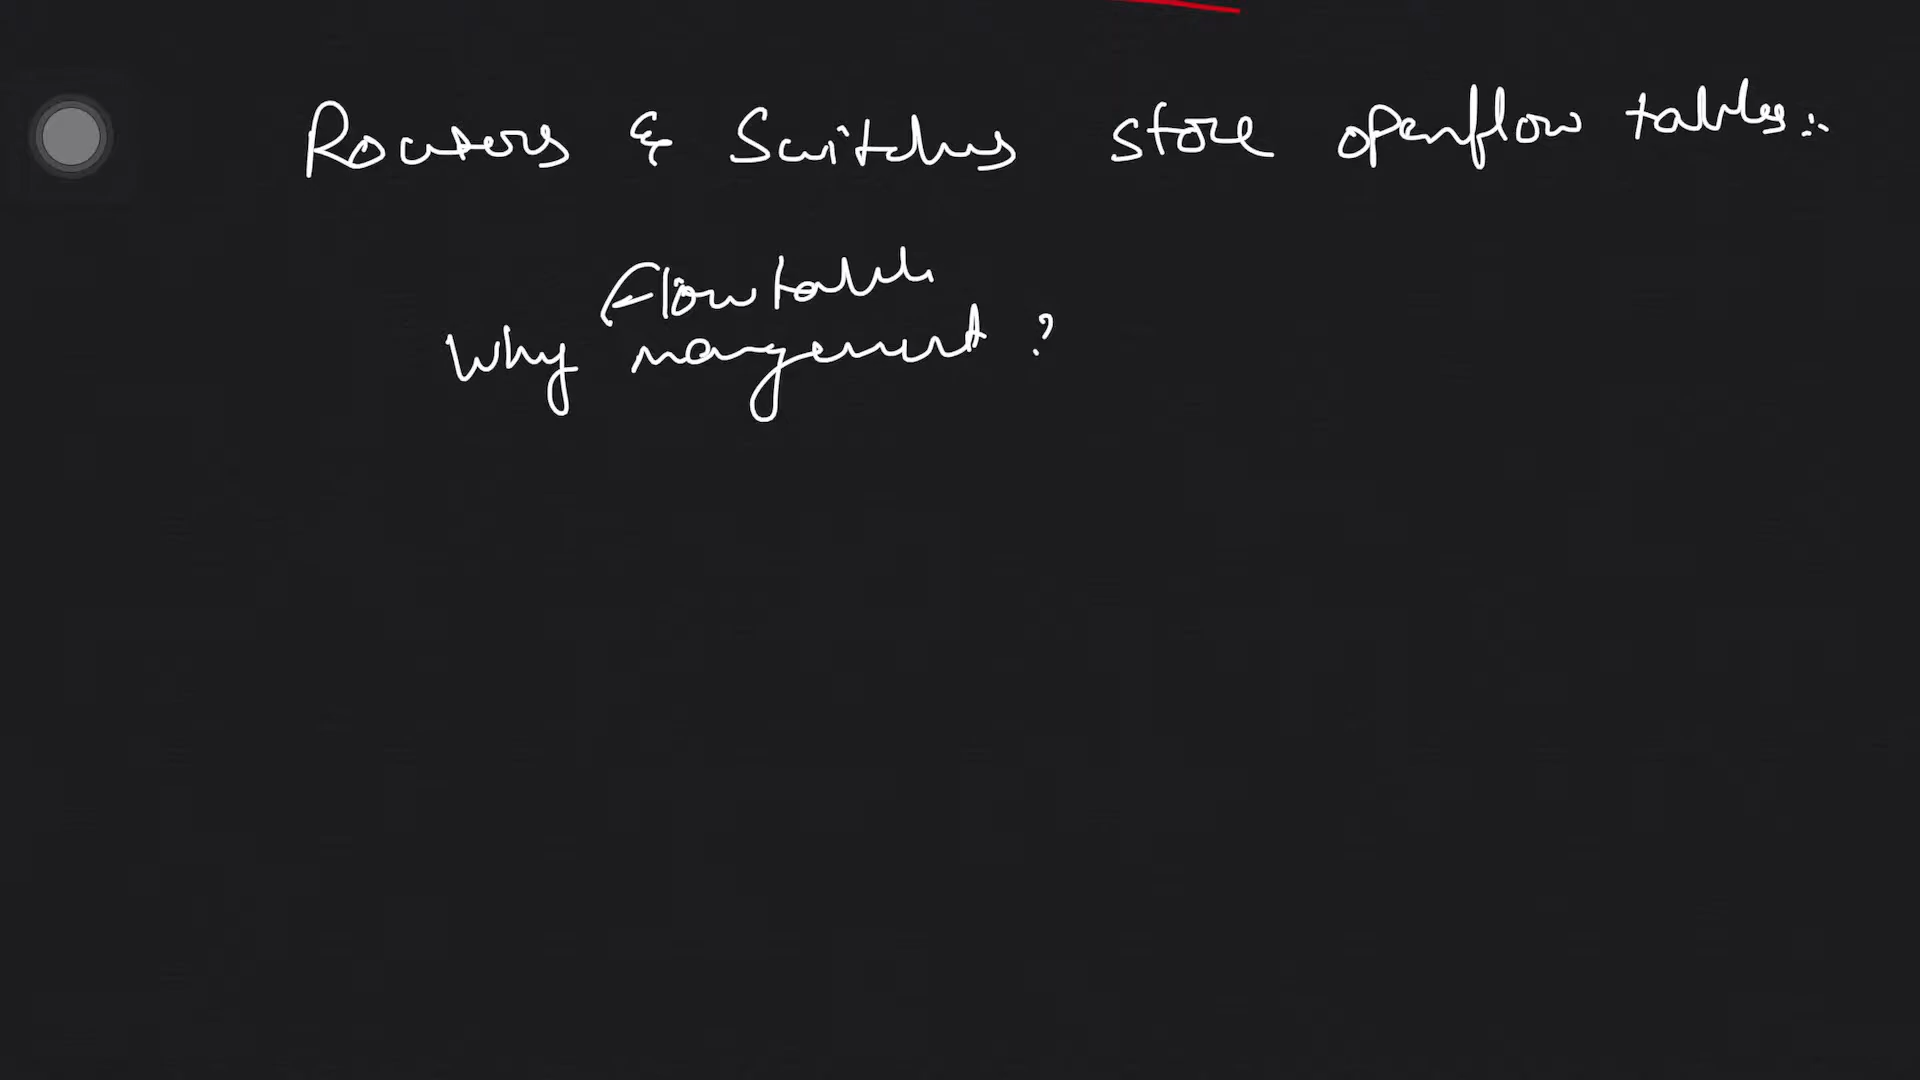 Routers & Switches store openflow tables.
Flow table
Why management ?